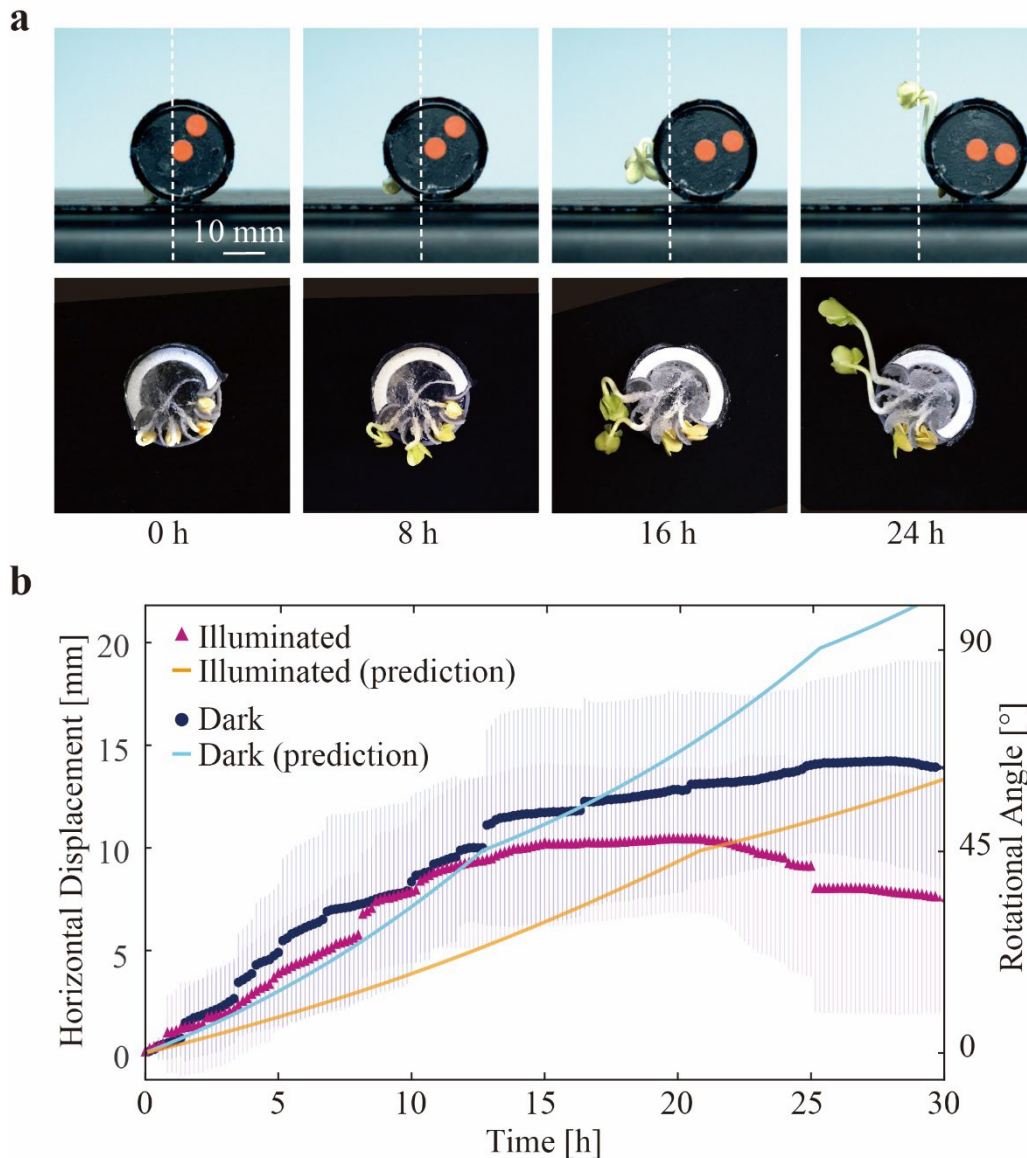 a
10 mm
0 h
8 h
16 h
24 h
b
Illuminated
Illuminated (prediction)
Dark
Dark (prediction)
Horizontal Displacement [mm]
20
15
10
5
0
90
45
0
Rotational Angle [°]
0
5
10
15
20
25
30
Time [h]